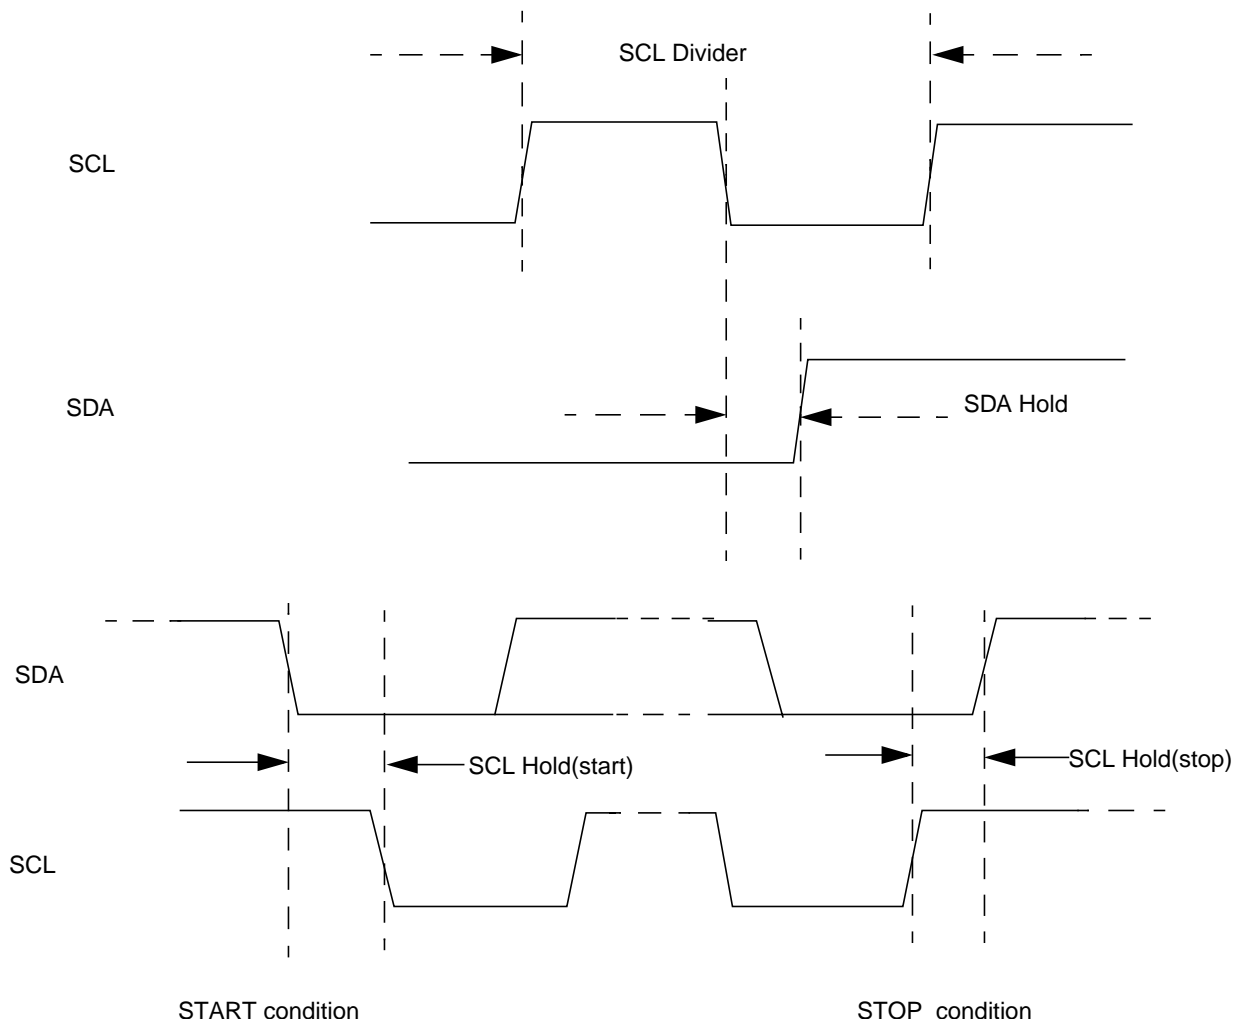 SCL Divider
SCL
SDA
SDA Hold
SDA
SCL Hold(start)
SCL Hold(stop)
SCL
START condition
STOP condition